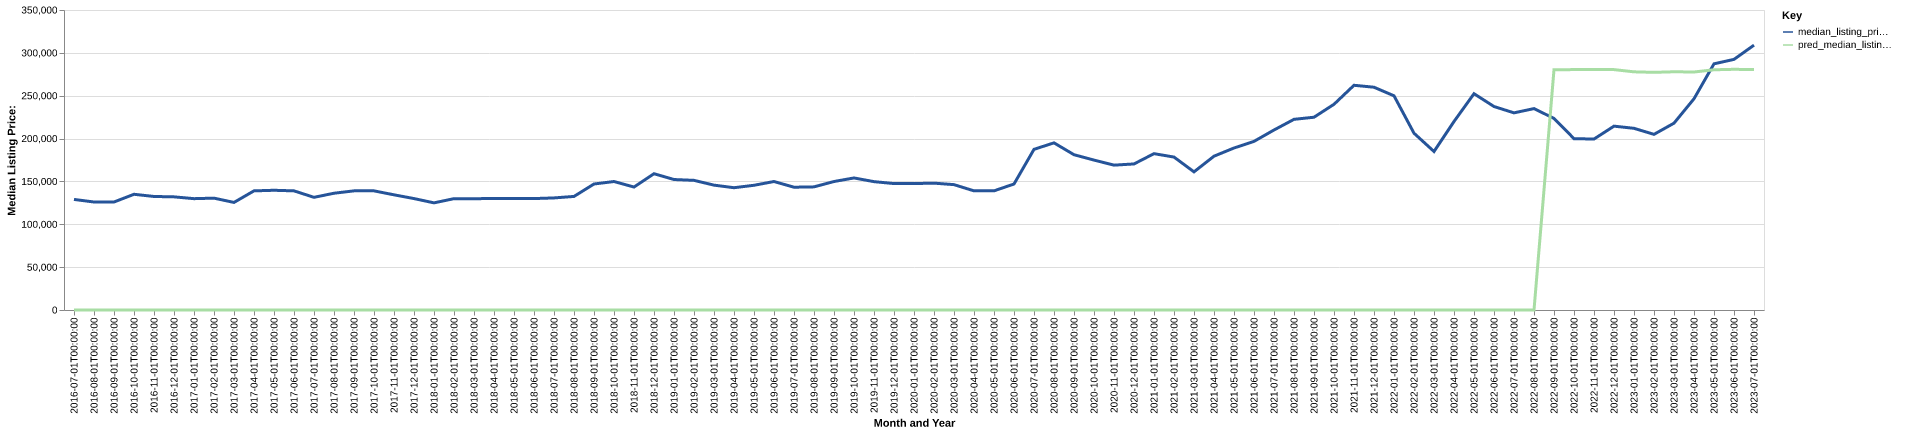 350,000
300,000
250,000
200,000
150,000
100,000
50,000
0
Median Listing Price:
2016-07-01T00:00:00
2016-08-01T00:00:00
2016-09-01T00:00:00
2016-10-01T00:00:00
2016-11-01T00:00:00
2016-12-01T00:00:00
2017-01-01T00:00:00
2017-02-01T00:00:00
2017-03-01T00:00:00
2017-04-01T00:00:00
2017-05-01T00:00:00
2017-06-01T00:00:00
2017-07-01T00:00:00
2017-08-01T00:00:00
2017-09-01T00:00:00
2017-10-01T00:00:00
2017-11-01T00:00:00
2017-12-01T00:00:00
2018-01-01T00:00:00
2018-02-01T00:00:00
2018-03-01T00:00:00
2018-04-01T00:00:00
2018-05-01T00:00:00
2018-06-01T00:00:00
2018-07-01T00:00:00
2018-08-01T00:00:00
2018-09-01T00:00:00
2018-10-01T00:00:00
2018-11-01T00:00:00
2018-12-01T00:00:00
2019-01-01T00:00:00
2019-02-01T00:00:00
2019-03-01T00:00:00
2019-04-01T00:00:00
2019-05-01T00:00:00
2019-06-01T00:00:00
2019-07-01T00:00:00
2019-08-01T00:00:00
2019-09-01T00:00:00
2019-10-01T00:00:00
2019-11-01T00:00:00
2019-12-01T00:00:00
2020-01-01T00:00:00
2020-02-01T00:00:00
2020-03-01T00:00:00
2020-04-01T00:00:00
2020-05-01T00:00:00
2020-06-01T00:00:00
2020-07-01T00:00:00
2020-08-01T00:00:00
2020-09-01T00:00:00
2020-10-01T00:00:00
2020-11-01T00:00:00
2020-12-01T00:00:00
2021-01-01T00:00:00
2021-02-01T00:00:00
2021-03-01T00:00:00
2021-04-01T00:00:00
2021-05-01T00:00:00
2021-06-01T00:00:00
2021-07-01T00:00:00
2021-08-01T00:00:00
2021-09-01T00:00:00
2021-10-01T00:00:00
2021-11-01T00:00:00
2021-12-01T00:00:00
2022-01-01T00:00:00
2022-02-01T00:00:00
2022-03-01T00:00:00
2022-04-01T00:00:00
2022-05-01T00:00:00
2022-06-01T00:00:00
2022-07-01T00:00:00
2022-08-01T00:00:00
2022-09-01T00:00:00
2022-10-01T00:00:00
2022-11-01T00:00:00
2022-12-01T00:00:00
2023-01-01T00:00:00
2023-02-01T00:00:00
2023-03-01T00:00:00
2023-04-01T00:00:00
2023-05-01T00:00:00
2023-06-01T00:00:00
2023-07-01T00:00:00
Month and Year
Key
median_listing_pri…
pred_median_listin…